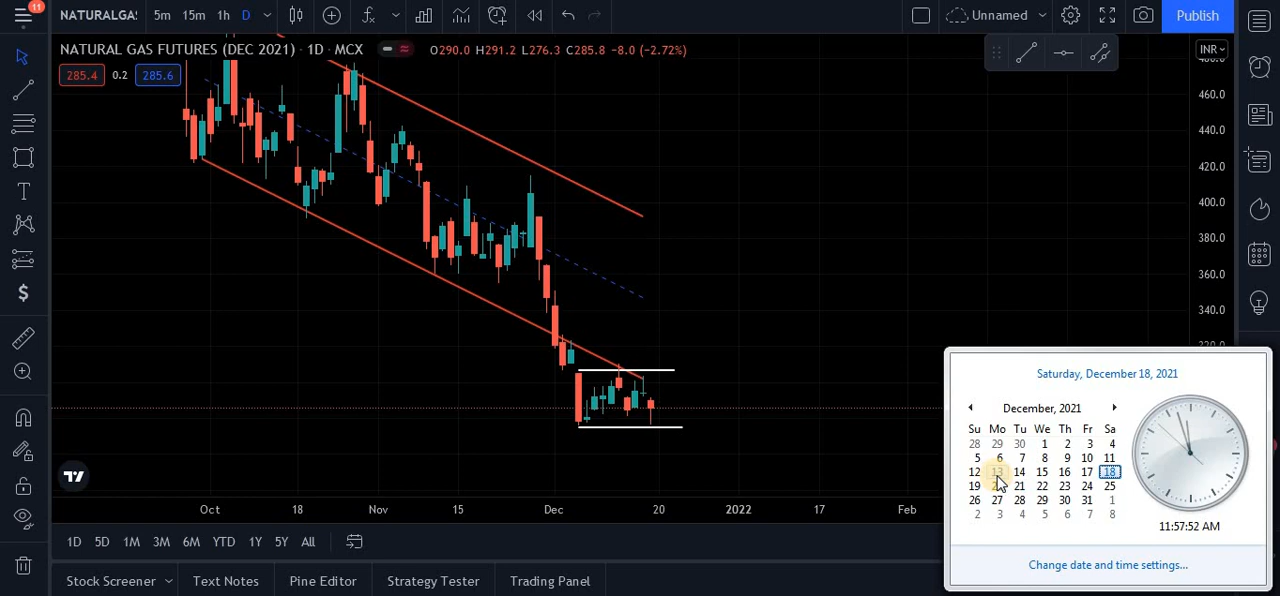 11
NATURALGAS
5m 15m 1h D
Unnamed
Publish
NATURAL GAS FUTURES (DEC 2021) · 1D · MCX O290.0 H291.2 L276.3 C285.8 -8.0 (-2.72%)
INR
285.4 0.2 285.6
460.0
440.0
420.0
400.0
380.0
360.0
340.0
Saturday, December 18, 2021
December, 2021
Su Mo Tu We Th Fr Sa
28 29 30 1 2 3 4
5 6 7 8 9 10 11
12 13 14 15 16 17 18
19 21 22 23 24 25
26 27 28 29 30 31 1
2 3 4 5 6 7 8
11:57:52 AM
Change date and time settings...
Oct 18 Nov 15 Dec 20 2022 17 Feb
1D 5D 1M 3M 6M YTD 1Y 5Y All
Stock Screener Text Notes Pine Editor Strategy Tester Trading Panel